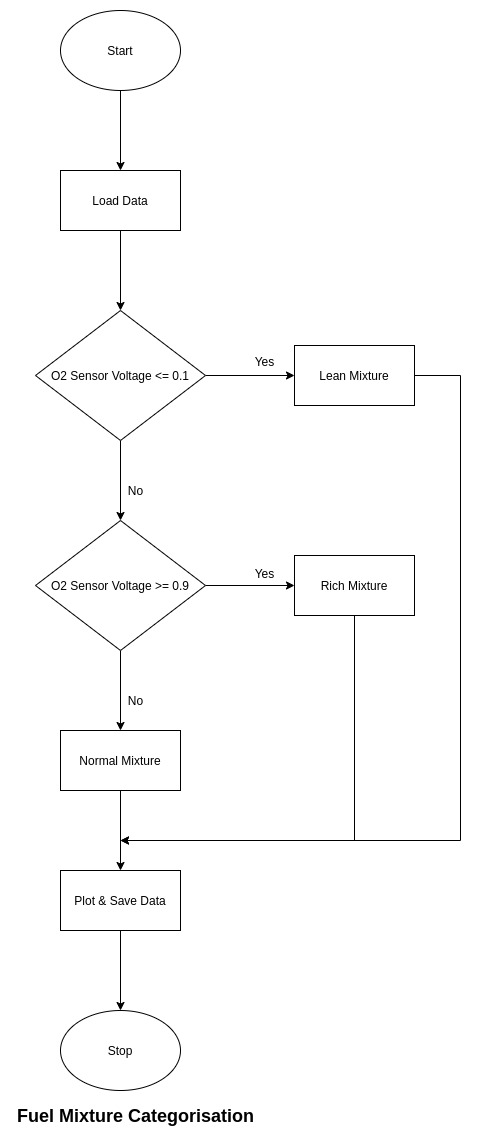 Start
Load Data
O2 Sensor Voltage <= 0.1
Yes
Lean Mixture
No
O2 Sensor Voltage >= 0.9
Yes
Rich Mixture
No
Normal Mixture
Plot & Save Data
Stop
Fuel Mixture Categorisation